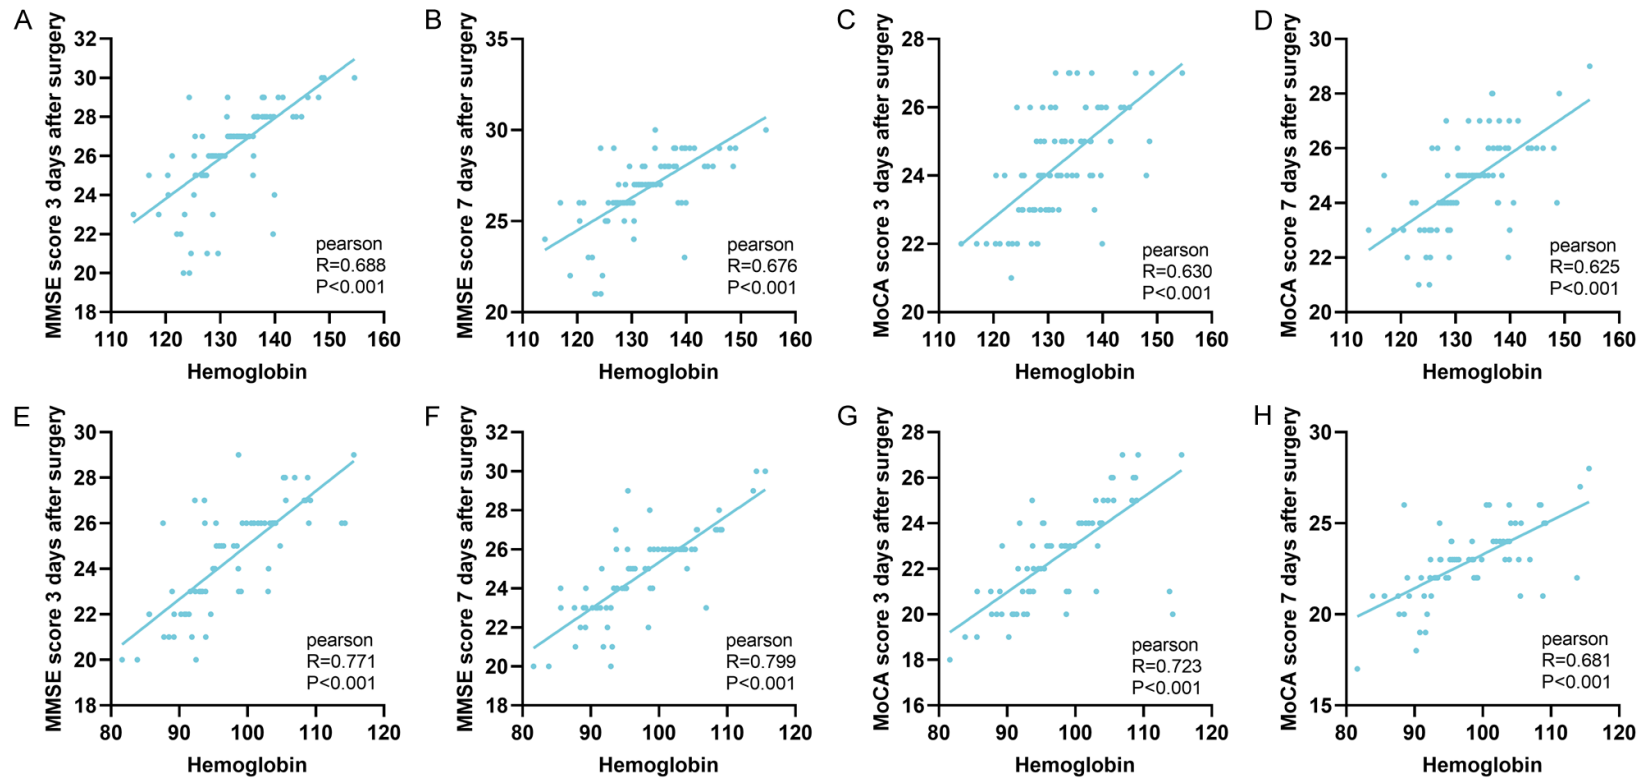 A
MMSE score 3 days after surgery
32
30
28
26
24
22
20
18
110
120
130
140
150
160
Hemoglobin
pearson
R=0.688
P<0.001
B
MMSE score 7 days after surgery
35
30
25
20
110
120
130
140
150
160
Hemoglobin
pearson
R=0.676
P<0.001
C
MoCA score 3 days after surgery
28
26
24
22
20
110
120
130
140
150
160
Hemoglobin
pearson
R=0.630
P<0.001
D
MoCA score 7 days after surgery
30
28
26
24
22
20
110
120
130
140
150
160
Hemoglobin
pearson
R=0.625
P<0.001
E
MMSE score 3 days after surgery
30
28
26
24
22
20
18
80
90
100
110
120
Hemoglobin
pearson
R=0.771
P<0.001
F
MMSE score 7 days after surgery
32
30
28
26
24
22
20
18
80
90
100
110
120
Hemoglobin
pearson
R=0.799
P<0.001
G
MoCA score 3 days after surgery
28
26
24
22
20
18
16
80
90
100
110
120
Hemoglobin
pearson
R=0.723
P<0.001
H
MoCA score 7 days after surgery
30
25
20
15
80
90
100
110
120
Hemoglobin
pearson
R=0.681
P<0.001